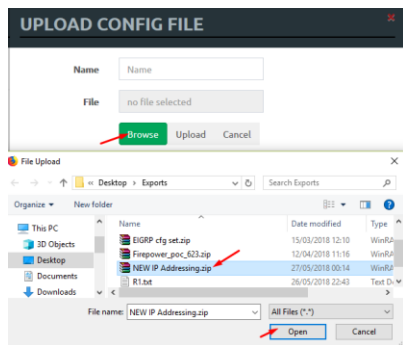 UPLOAD CONFIG FILE
Name Name
File no file selected
Browse Upload Cancel
File Upload
« Desktop > Exports Search Exports
Organize New folder
Name Date modified Type
This PC
3D Objects
Desktop
Documents
Downloads
EIGRP cfg set.zip 15/03/2018 12:10 WinRA
Firepower_poc_623.zip 12/04/2018 11:16 WinRA
NEW IP Addressing.zip 27/05/2018 00:14 WinRA
R1.txt 26/05/2018 22:43 Text Do
File name: NEW IP Addressing.zip All Files (*.*)
Open Cancel